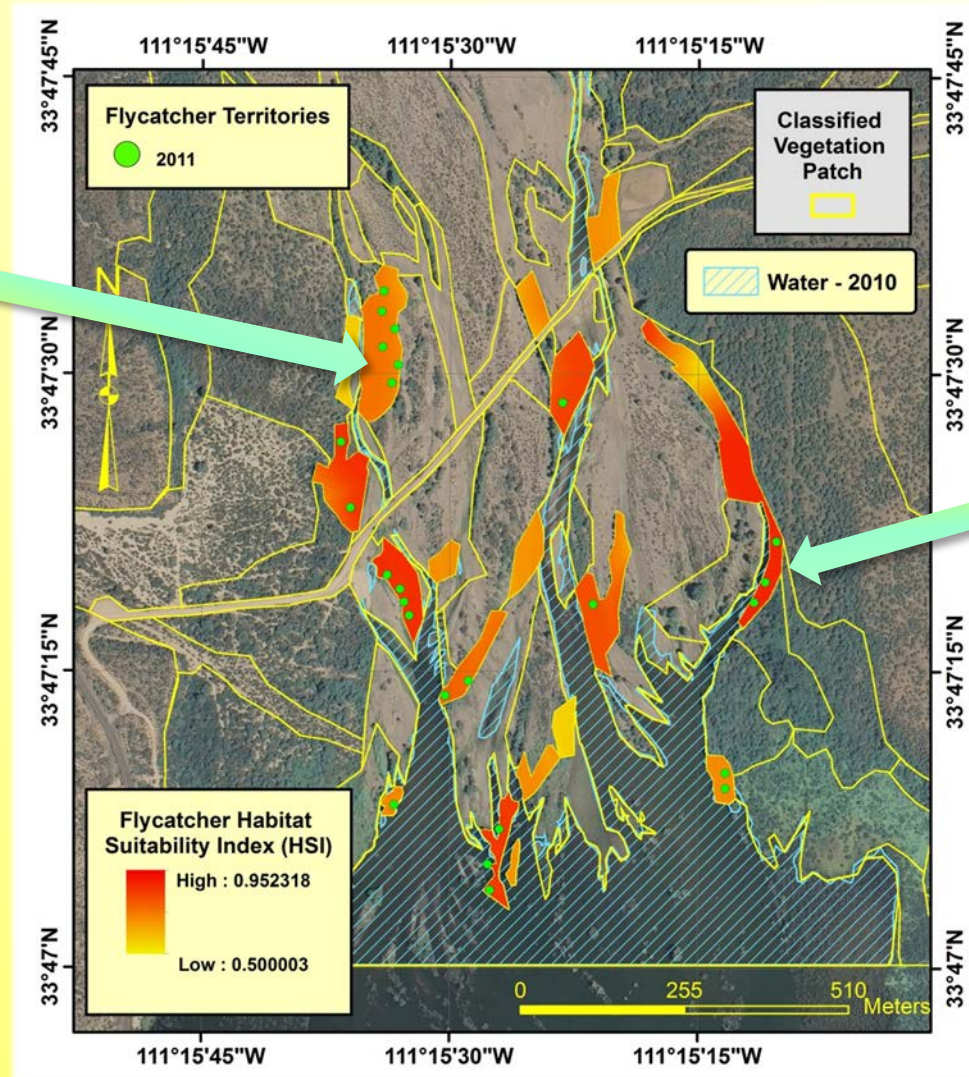 111°15'45"W
111°15'30"W
111°15'15"W
33°47'45"N
33°47'45"N
Flycatcher Territories
2011
Classified
Vegetation
Patch
Water - 2010
33°47'30"N
33°47'30"N
33°47'15"N
33°47'15"N
Flycatcher Habitat
Suitability Index (HSI)
High : 0.952318
Low : 0.500003
33°47'N
33°47'N
0
255
510
Meters
111°15'45"W
111°15'30"W
111°15'15"W